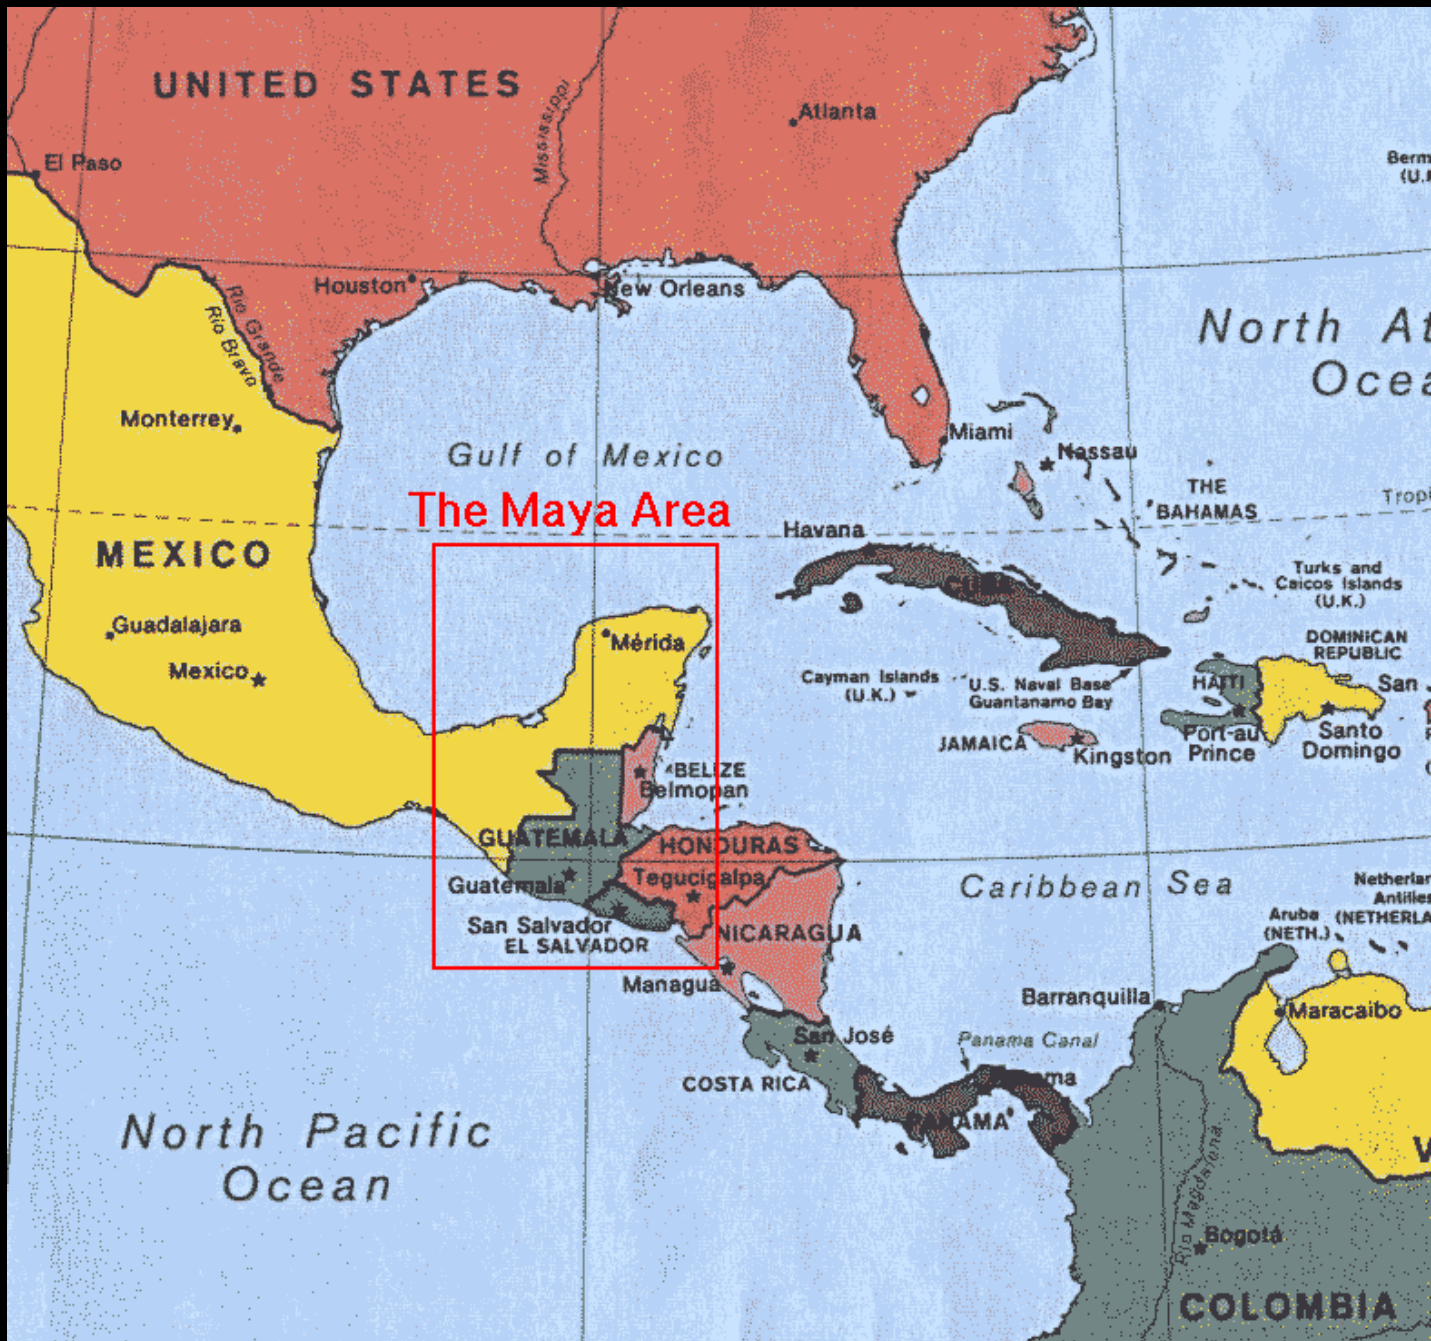 UNITED STATES
Mississippi
Atlanta
El Paso
Houston
New Orleans
Rio Grande
Rio Bravo
North
Monterrey
Miami
Gulf of Mexico
Nassau
The Maya Area
THE
BAHAMAS
Havana
MEXICO
Turks and
Caicos Islands
(U.K.)
Guadalajara
Mérida
DOMINICAN
REPUBLIC
Mexico
Cayman Islands
(U.K.)
U.S. Naval Base
Guantanamo Bay
HAITI
San
JAMAICA
Kingston
Port-au
Prince
Santo
Domingo
BELIZE
Belmopan
GUATEMALA
HONDURAS
Guatemala
Tegucigalpa
Caribbean Sea
San Salvador
EL SALVADOR
NICARAGUA
Aruba
(NETH.)
Managua
Barranquilla
Maracaibo
San José
Panama Canal
COSTA RICA
North Pacific
Ocean
Rio Magdalena
Bogotá
COLOMBIA